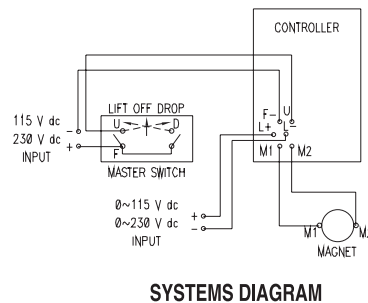 CONTROLLER
LIFT OFF DROP
U D
F
MASTER SWITCH
115 V dc -
230 V dc +
INPUT
0~115 V dc +
0~230 V dc -
INPUT
F- U
L+ L-
M1 M2
M1
MAGNET
SYSTEMS DIAGRAM